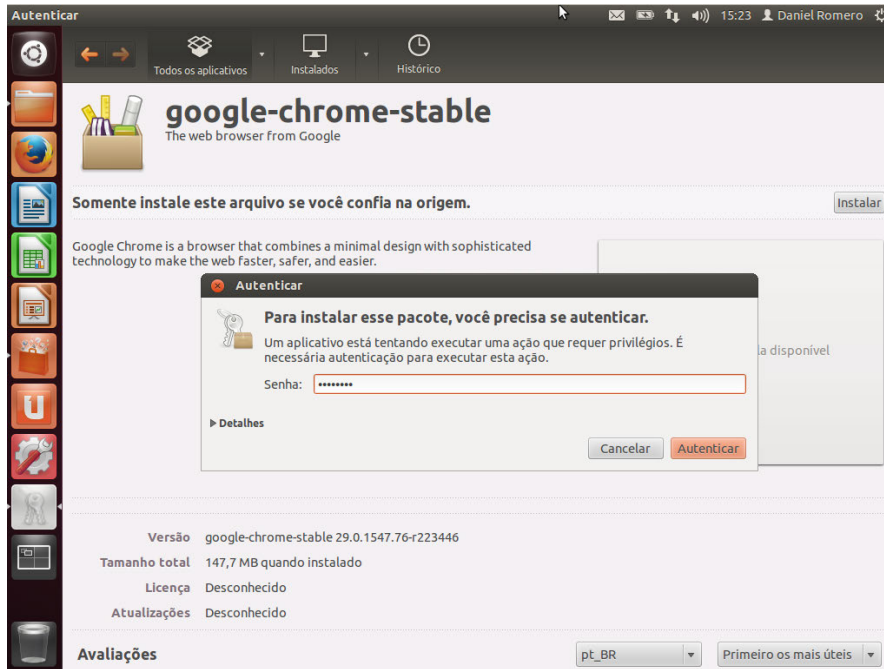 Autenticar
15:23 Daniel Romero
Todos os aplicativos
Instalados
Histórico
google-chrome-stable
The web browser from Google
Somente instale este arquivo se você confia na origem.
Instalar
Google Chrome is a browser that combines a minimal design with sophisticated
technology to make the web faster, safer, and easier.
la disponível
Autenticar
Para instalar esse pacote, você precisa se autenticar.
Um aplicativo está tentando executar uma ação que requer privilégios. É
necessária autenticação para executar esta ação.
Senha: ••••••••
Detalhes
Cancelar
Autenticar
Versão google-chrome-stable 29.0.1547.76-r223446
Tamanho total 147,7 MB quando instalado
Licença Desconhecido
Atualizações Desconhecido
Avaliações
pt_BR
Primeiro os mais úteis